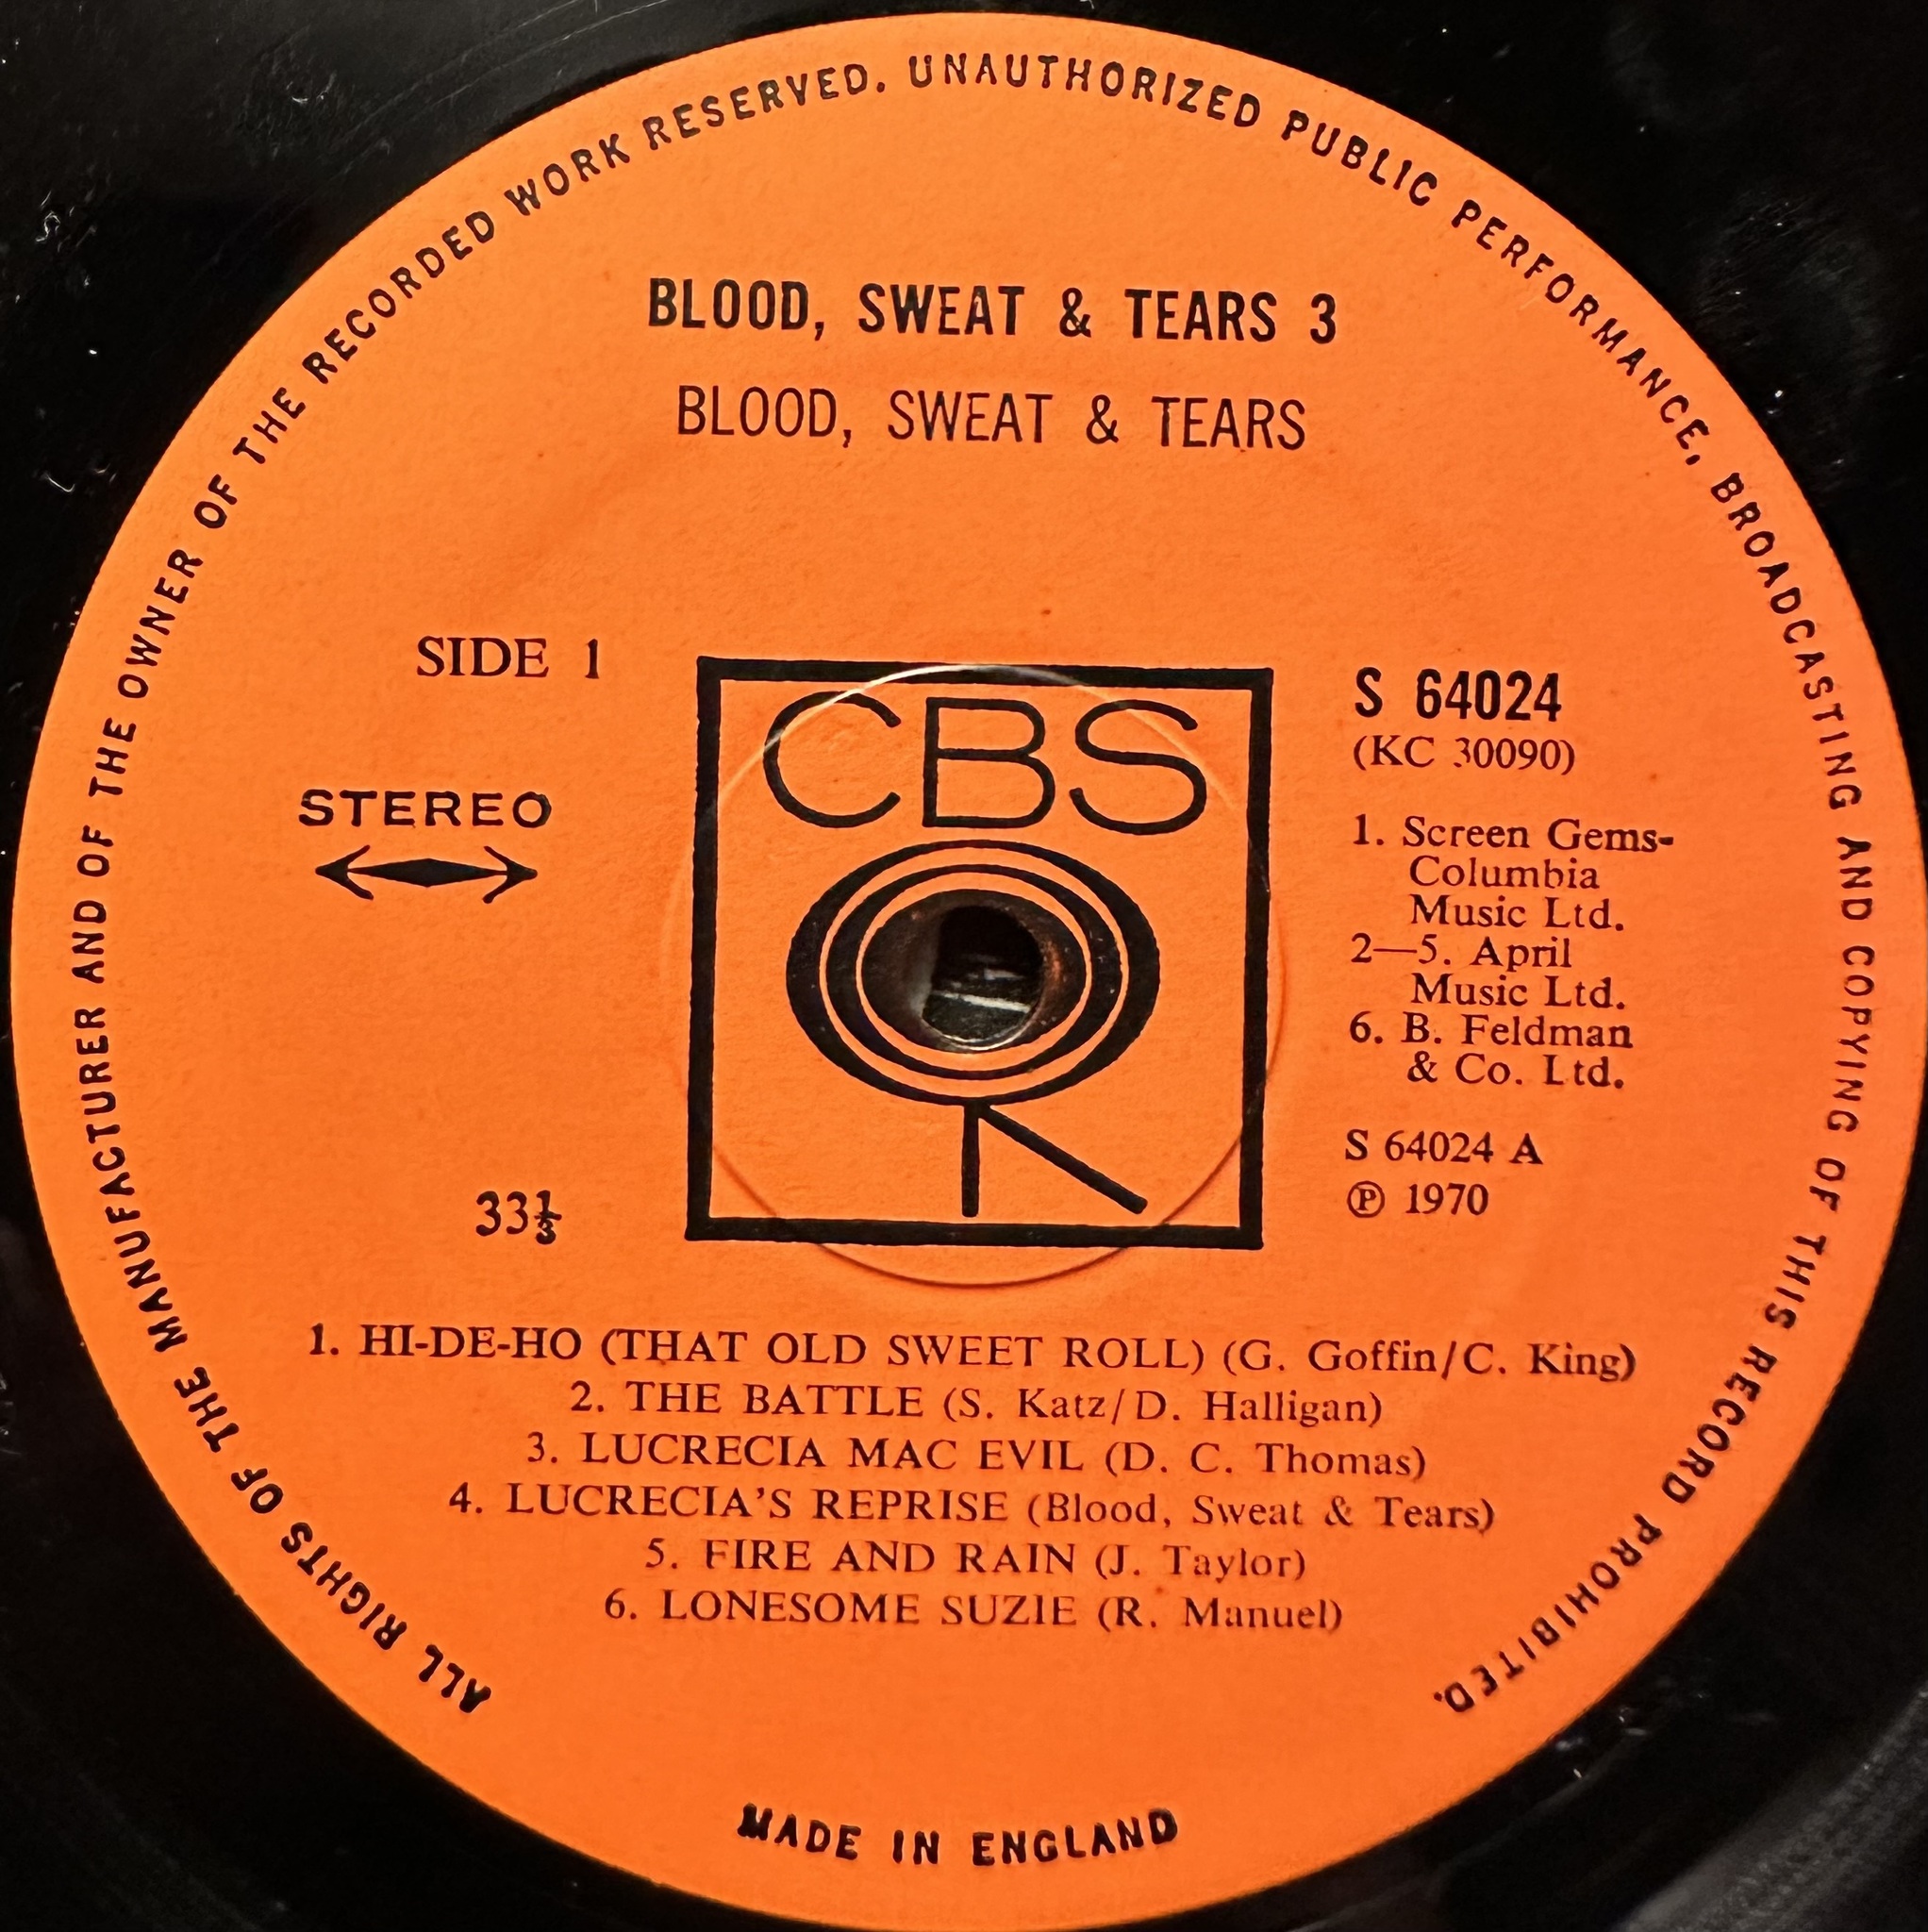 ALL RIGHTS OF THE MANUFACTURER AND OF THE OWNER OF THE RECORDED WORK RESERVED. UNAUTHORIZED PUBLIC PERFORMANCE, BROADCASTING AND COPYING OF THIS RECORD PROHIBITED.
BLOOD, SWEAT & TEARS 3
BLOOD, SWEAT & TEARS
SIDE 1
STEREO
33⅓
CBS
S 64024
(KC 30090)
1. Screen Gems-
Columbia
Music Ltd.
2—5. April
Music Ltd.
6. B. Feldman
& Co. Ltd.
S 64024 A
℗ 1970
1. HI-DE-HO (THAT OLD SWEET ROLL) (G. Goffin/C. King)
2. THE BATTLE (S. Katz/D. Halligan)
3. LUCRECIA MAC EVIL (D. C. Thomas)
4. LUCRECIA'S REPRISE (Blood, Sweat & Tears)
5. FIRE AND RAIN (J. Taylor)
6. LONESOME SUZIE (R. Manuel)
MADE IN ENGLAND